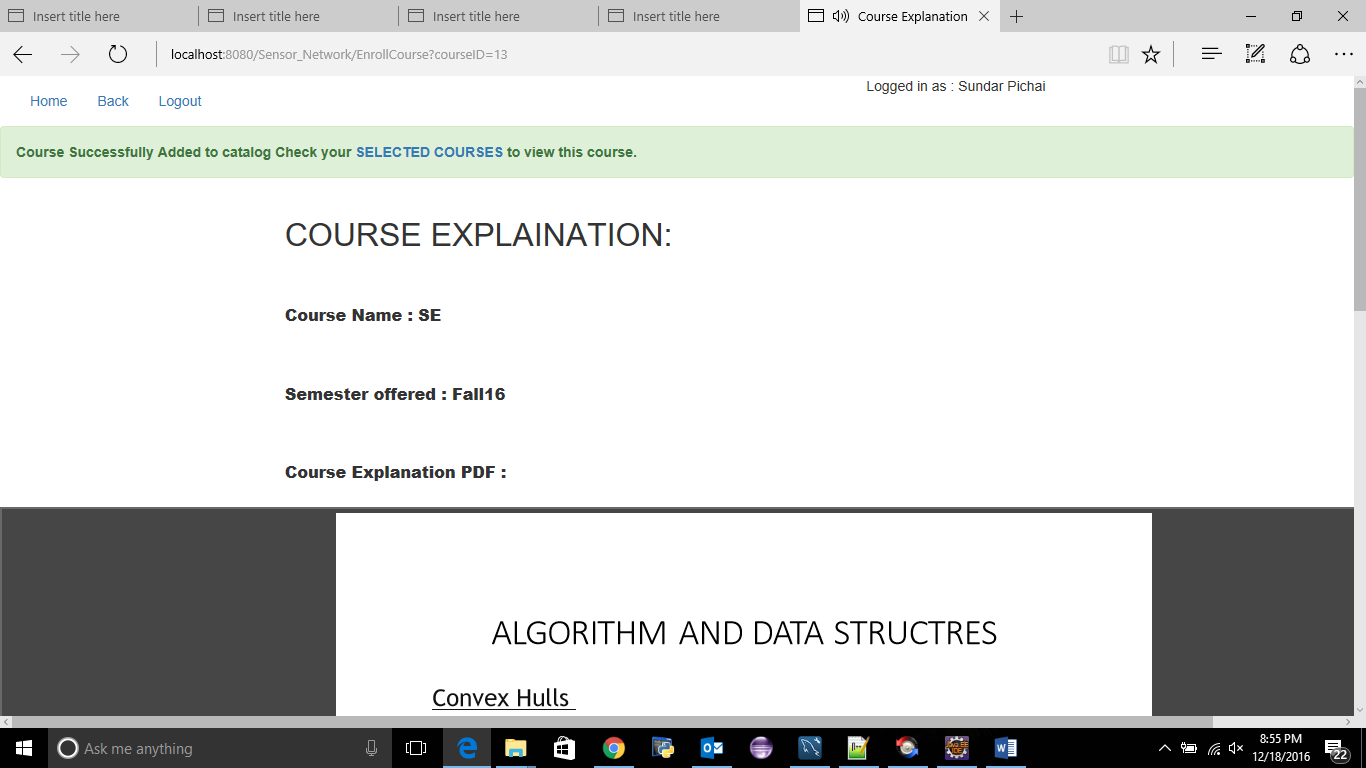 Insert title here
Insert title here
Insert title here
Insert title here
Course Explanation
localhost:8080/Sensor_Network/EnrollCourse?courseID=13
Logged in as : Sundar Pichai
Home Back Logout
Course Successfully Added to catalog Check your SELECTED COURSES to view this course.
COURSE EXPLAINATION:
Course Name : SE
Semester offered : Fall16
Course Explanation PDF :
ALGORITHM AND DATA STRUCTRES
Convex Hulls
Ask me anything
8:55 PM
12/18/2016
22